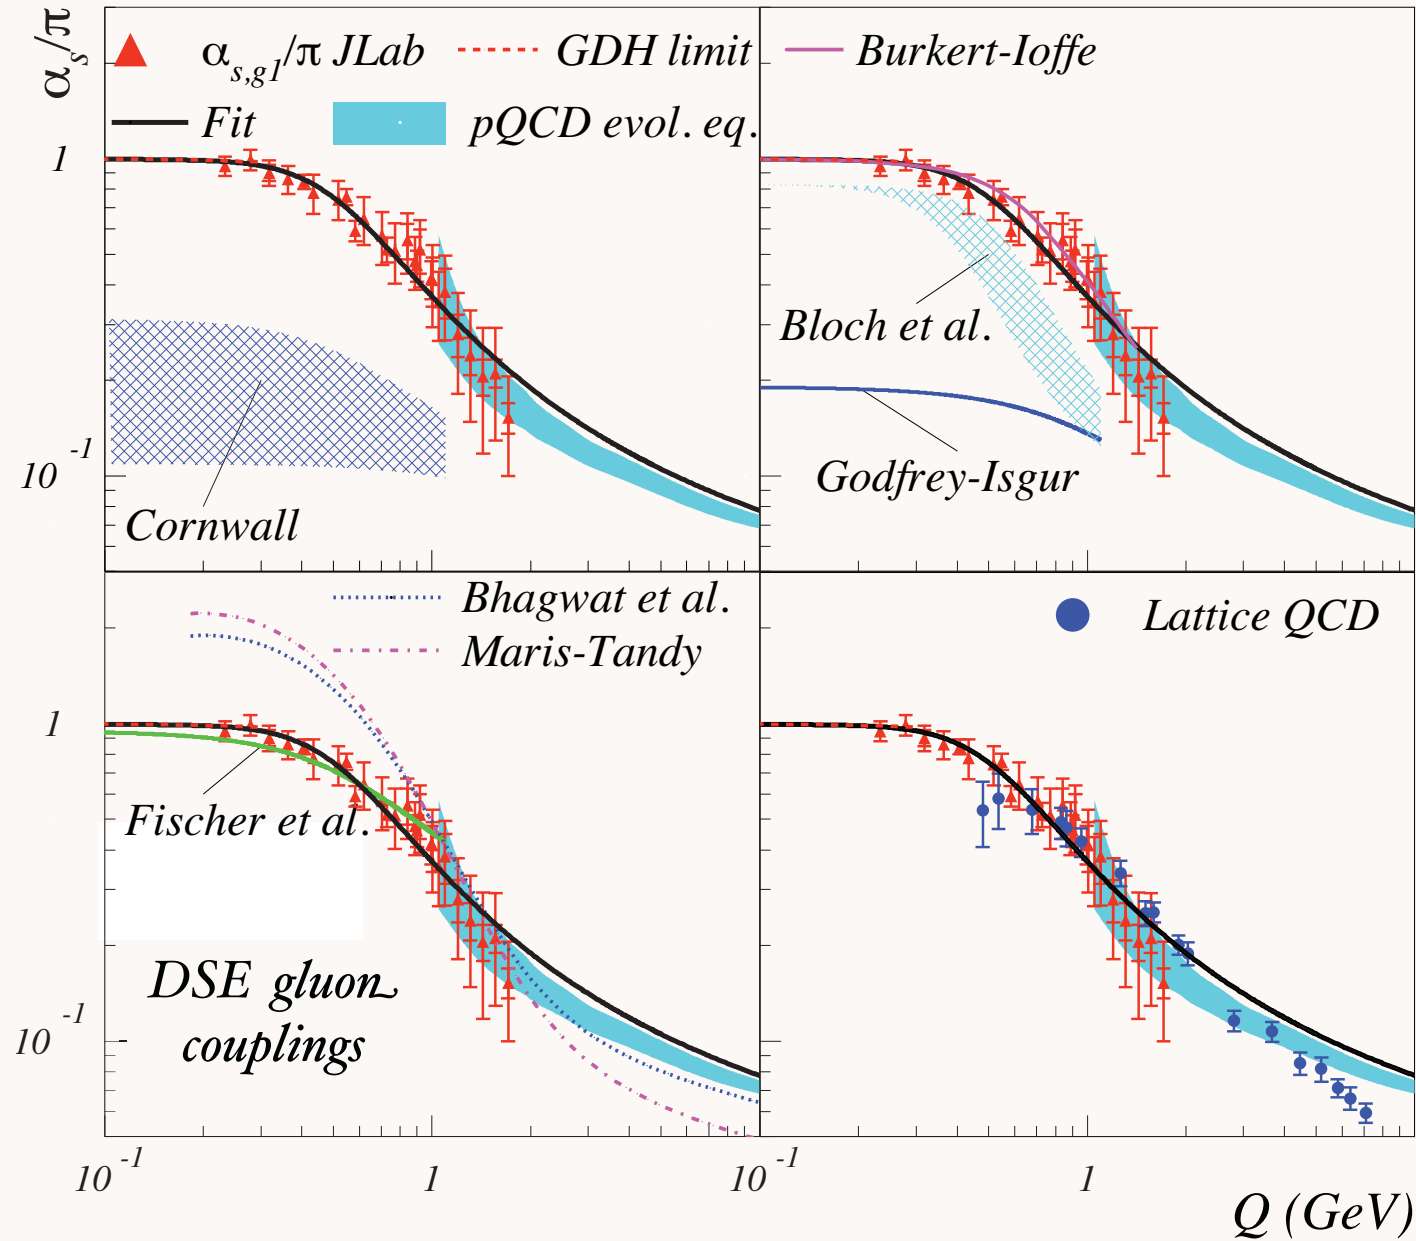 α_s/π
α_{s,g1}/π JLab
GDH limit
Burkert-Ioffe
Fit
pQCD evol. eq.
1
Bloch et al.
10^{-1}
Godfrey-Isgur
Cornwall
Bhagwat et al.
Maris-Tandy
Lattice QCD
1
Fischer et al.
DSE gluon
couplings
10^{-1}
10^{-1}
1
10^{-1}
1
Q (GeV)